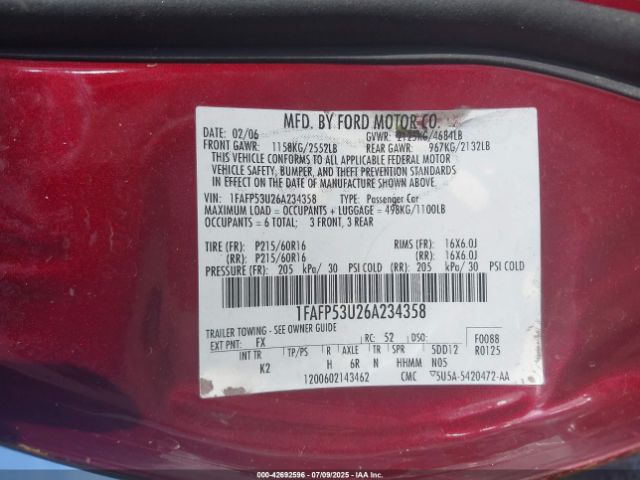 MFD. BY FORD MOTOR CO.
DATE: 02/06 GVWR: 2125KG/4684LB
FRONT GAWR: 1158KG/2552LB REAR GAWR: 967KG/2132LB
THIS VEHICLE CONFORMS TO ALL APPLICABLE FEDERAL MOTOR
VEHICLE SAFETY, BUMPER, AND THEFT PREVENTION STANDARDS
IN EFFECT ON THE DATE OF MANUFACTURE SHOWN ABOVE.
VIN: 1FAFP53U26A234358 TYPE: Passenger Car
MAXIMUM LOAD = OCCUPANTS + LUGGAGE = 498KG/1100LB
OCCUPANTS = 6 TOTAL: 3 FRONT, 3 REAR
TIRE (FR): P215/60R16 RIMS (FR): 16X6.0J
(RR): P215/60R16 (RR): 16X6.0J
PRESSURE (FR): 205 kPa/ 30 PSI COLD (RR): 205 kPa/ 30 PSI COLD
1FAFP53U26A234358
TRAILER TOWING - SEE OWNER GUIDE
EXT PNT: FX RC: 52 DSO: F0088
INT TR TP/PS R AXLE TR SPR 5DD12 R0125
K2 H 6R N HHMM N05
1200602143462 CMC 5U5A-5420472-AA
000-42692596 - 07/09/2025 - IAAI.COM